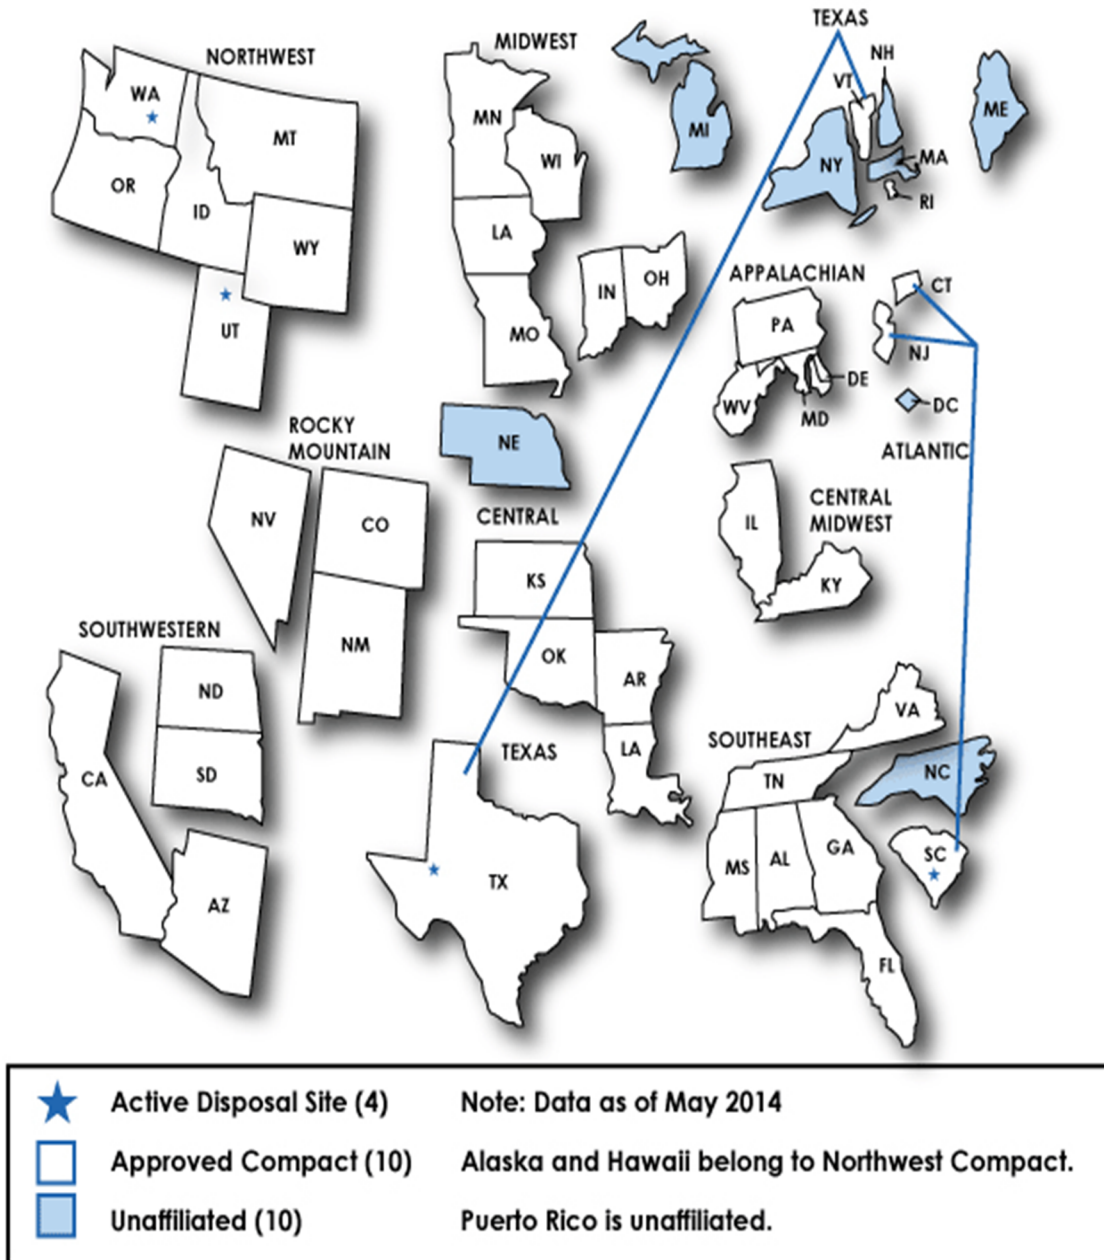 TEXAS
NORTHWEST
MIDWEST
NH
VT
WA
MT
MN
MI
ME
NY
MA
WI
OR
ID
RI
LA
WY
APPALACHIAN
CT
IN
OH
PA
UT
MO
NJ
DE
WV
MD
DC
ROCKY
MOUNTAIN
NE
ATLANTIC
CENTRAL
CENTRAL
MIDWEST
NV
CO
IL
KS
KY
SOUTHWESTERN
NM
OK
AR
ND
VA
SOUTHEAST
TEXAS
LA
CA
SD
TN
NC
TX
MS
AL
GA
SC
AZ
FL
Active Disposal Site (4)
Note: Data as of May 2014
Approved Compact (10)
Alaska and Hawaii belong to Northwest Compact.
Unaffiliated (10)
Puerto Rico is unaffiliated.